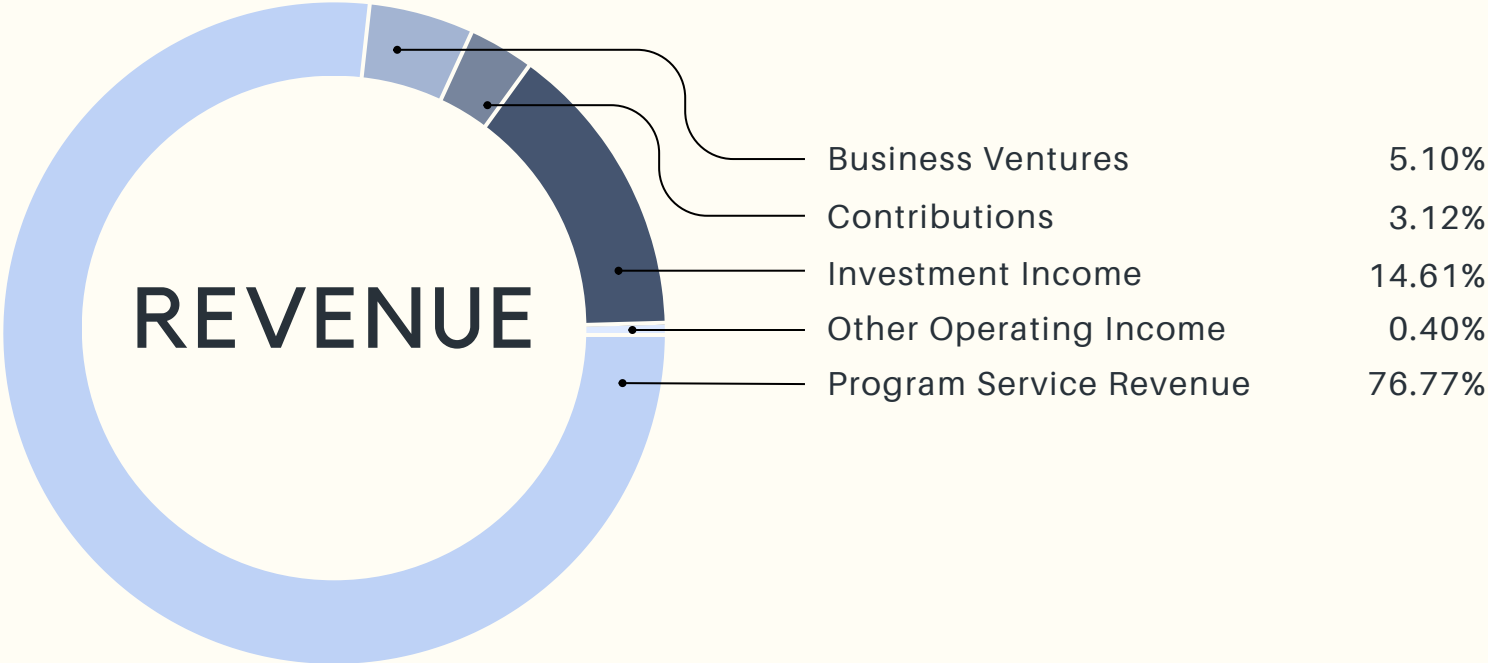 REVENUE
Business Ventures 5.10%
Contributions 3.12%
Investment Income 14.61%
Other Operating Income 0.40%
Program Service Revenue 76.77%